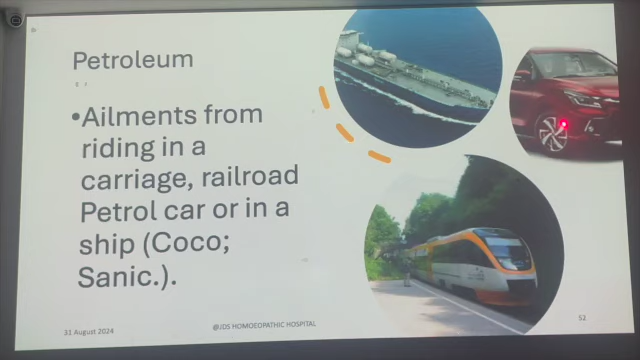 Petroleum
•Ailments from
riding in a
carriage, railroad
Petrol car or in a
ship (Coco;
Sanic.).
31 August 2024
@JDS HOMOEOPATHIC HOSPITAL
52